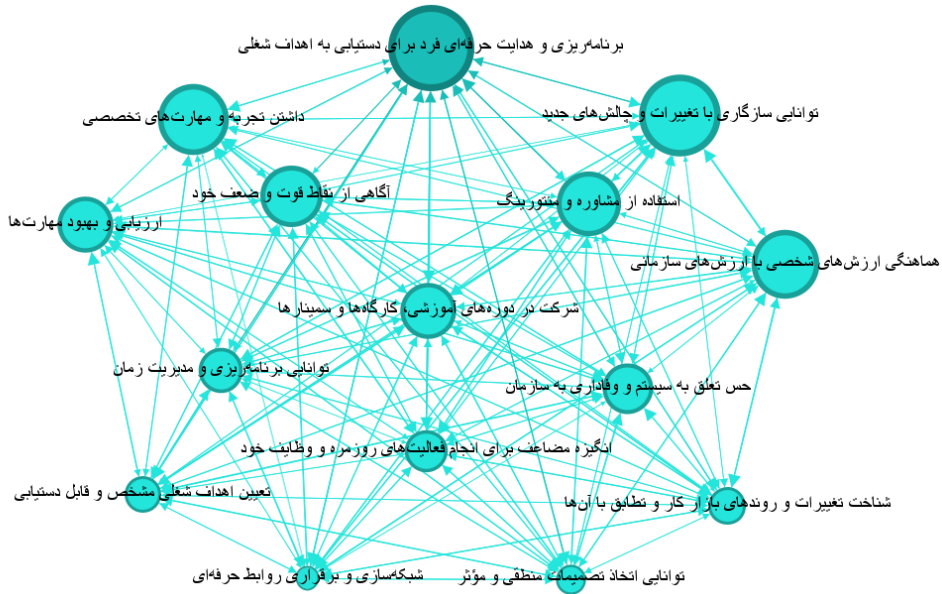 برنامه‌ریزی و هدایت حرفه‌ای فرد برای دستیابی به اهداف شغلی
توانایی سازگاری با تغییرات و چالش‌های جدید
داشتن تجربه و مهارت‌های تخصصی
آگاهی از نقاط قوت و ضعف خود
استفاده از مشاوره و منتورینگ
ارزیابی و بهبود مهارت‌ها
هماهنگی ارزش‌های شخصی با ارزش‌های سازمانی
شرکت در دوره‌های آموزشی، کارگاه‌ها و سمینارها
توانایی برنامه‌ریزی و مدیریت زمان
حس تعلق به سیستم و وفاداری به سازمان
انگیزه مضاعف برای انجام فعالیت‌های روزمره و وظایف خود
تعیین اهداف شغلی مشخص و قابل دستیابی
شناخت تغییرات و روندهای بازار کار و تطابق با آن‌ها
شبکه‌سازی و برقراری روابط حرفه‌ای
توانایی اتخاذ تصمیمات منطقی و مؤثر